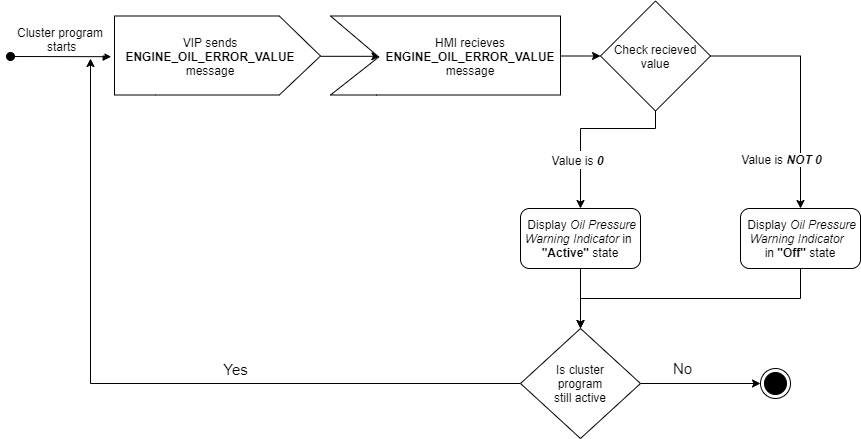 Cluster program
starts
VIP sends
ENGINE_OIL_ERROR_VALUE
message
HMI recieves
ENGINE_OIL_ERROR_VALUE
message
Check recieved
value
Value is 0
Value is NOT 0
Display Oil Pressure
Warning Indicator in
"Active" state
Display Oil Pressure
Warning Indicator
in "Off" state
Is cluster
program
still active
Yes
No